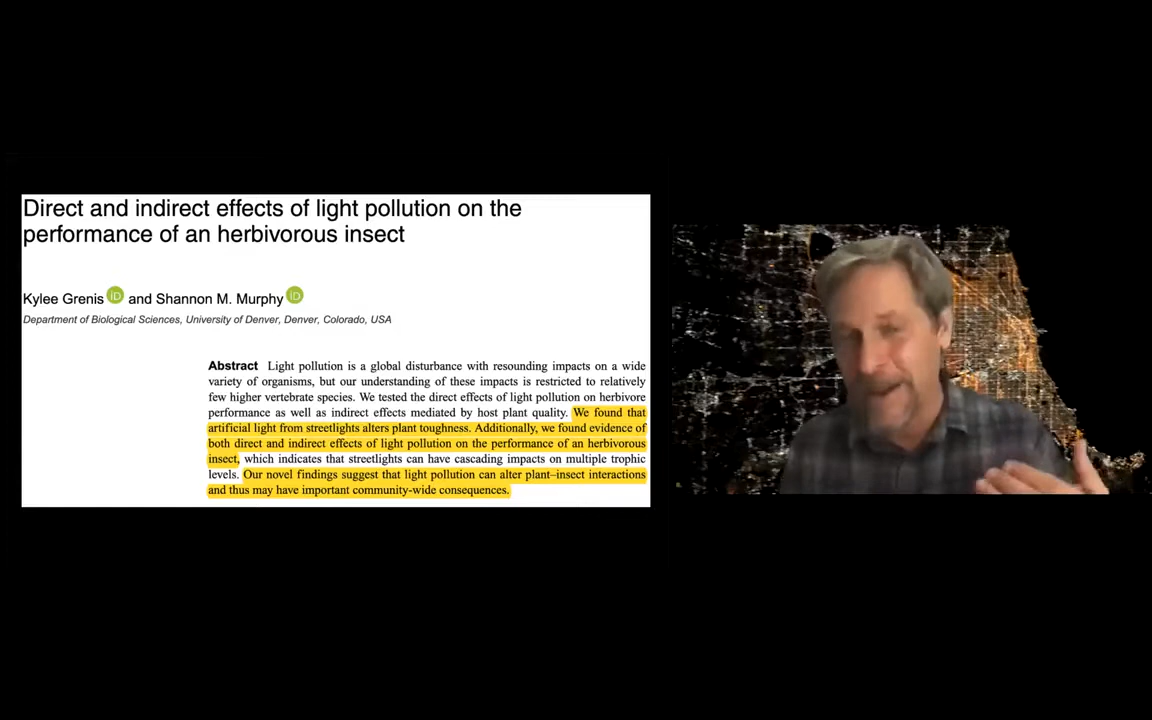 Direct and indirect effects of light pollution on the
performance of an herbivorous insect
Kylee Grenis iD and Shannon M. Murphy iD
Department of Biological Sciences, University of Denver, Denver, Colorado, USA
Abstract Light pollution is a global disturbance with resounding impacts on a wide
variety of organisms, but our understanding of these impacts is restricted to relatively
few higher vertebrate species. We tested the direct effects of light pollution on herbivore
performance as well as indirect effects mediated by host plant quality. We found that
artificial light from streetlights alters plant toughness. Additionally, we found evidence of
both direct and indirect effects of light pollution on the performance of an herbivorous
insect, which indicates that streetlights can have cascading impacts on multiple trophic
levels. Our novel findings suggest that light pollution can alter plant–insect interactions
and thus may have important community-wide consequences.